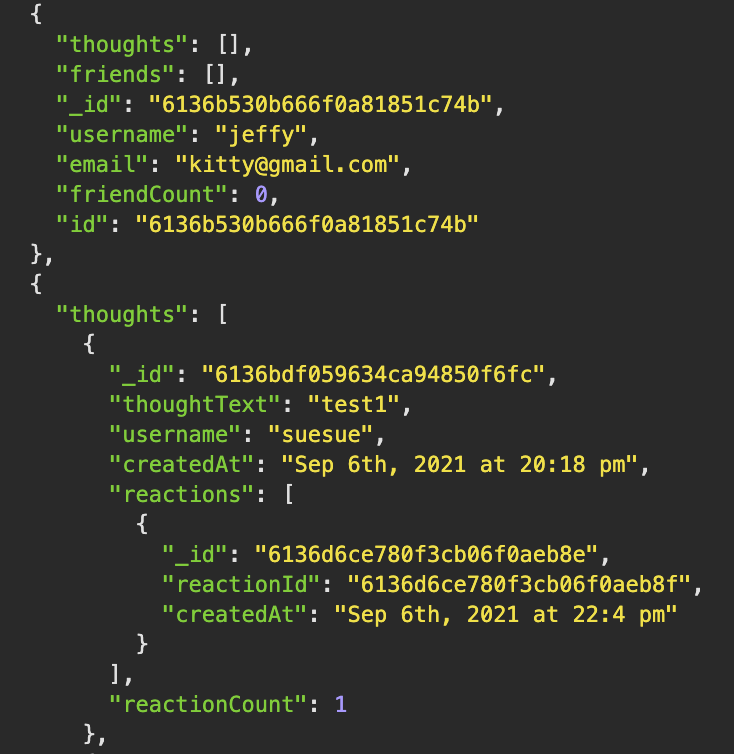 {
"thoughts": [],
"friends": [],
"_id": "6136b530b666f0a81851c74b",
"username": "jeffy",
"email": "kitty@gmail.com",
"friendCount": 0,
"id": "6136b530b666f0a81851c74b"
},
{
"thoughts": [
{
"_id": "6136bdf059634ca94850f6fc",
"thoughtText": "test1",
"username": "suesue",
"createdAt": "Sep 6th, 2021 at 20:18 pm",
"reactions": [
{
"_id": "6136d6ce780f3cb06f0aeb8e",
"reactionId": "6136d6ce780f3cb06f0aeb8f",
"createdAt": "Sep 6th, 2021 at 22:4 pm"
}
],
"reactionCount": 1
},